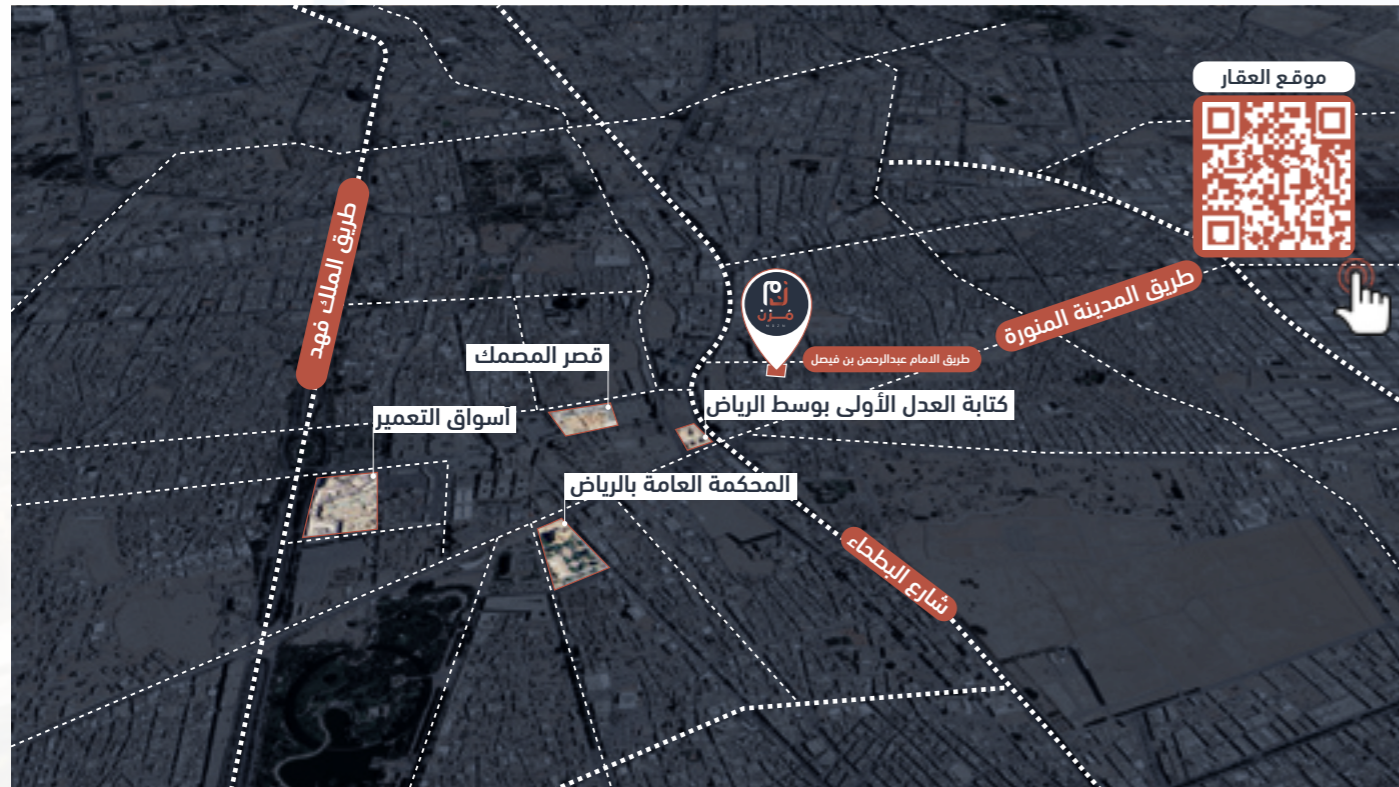 موقع العقار
طريق الملك فهد
طريق المدينة المنورة
مـزن
طريق الامام عبدالرحمن بن فيصل
قصر المصمك
كتابة العدل الأولى بوسط الرياض
اسواق التعمير
المحكمة العامة بالرياض
شارع البطحاء